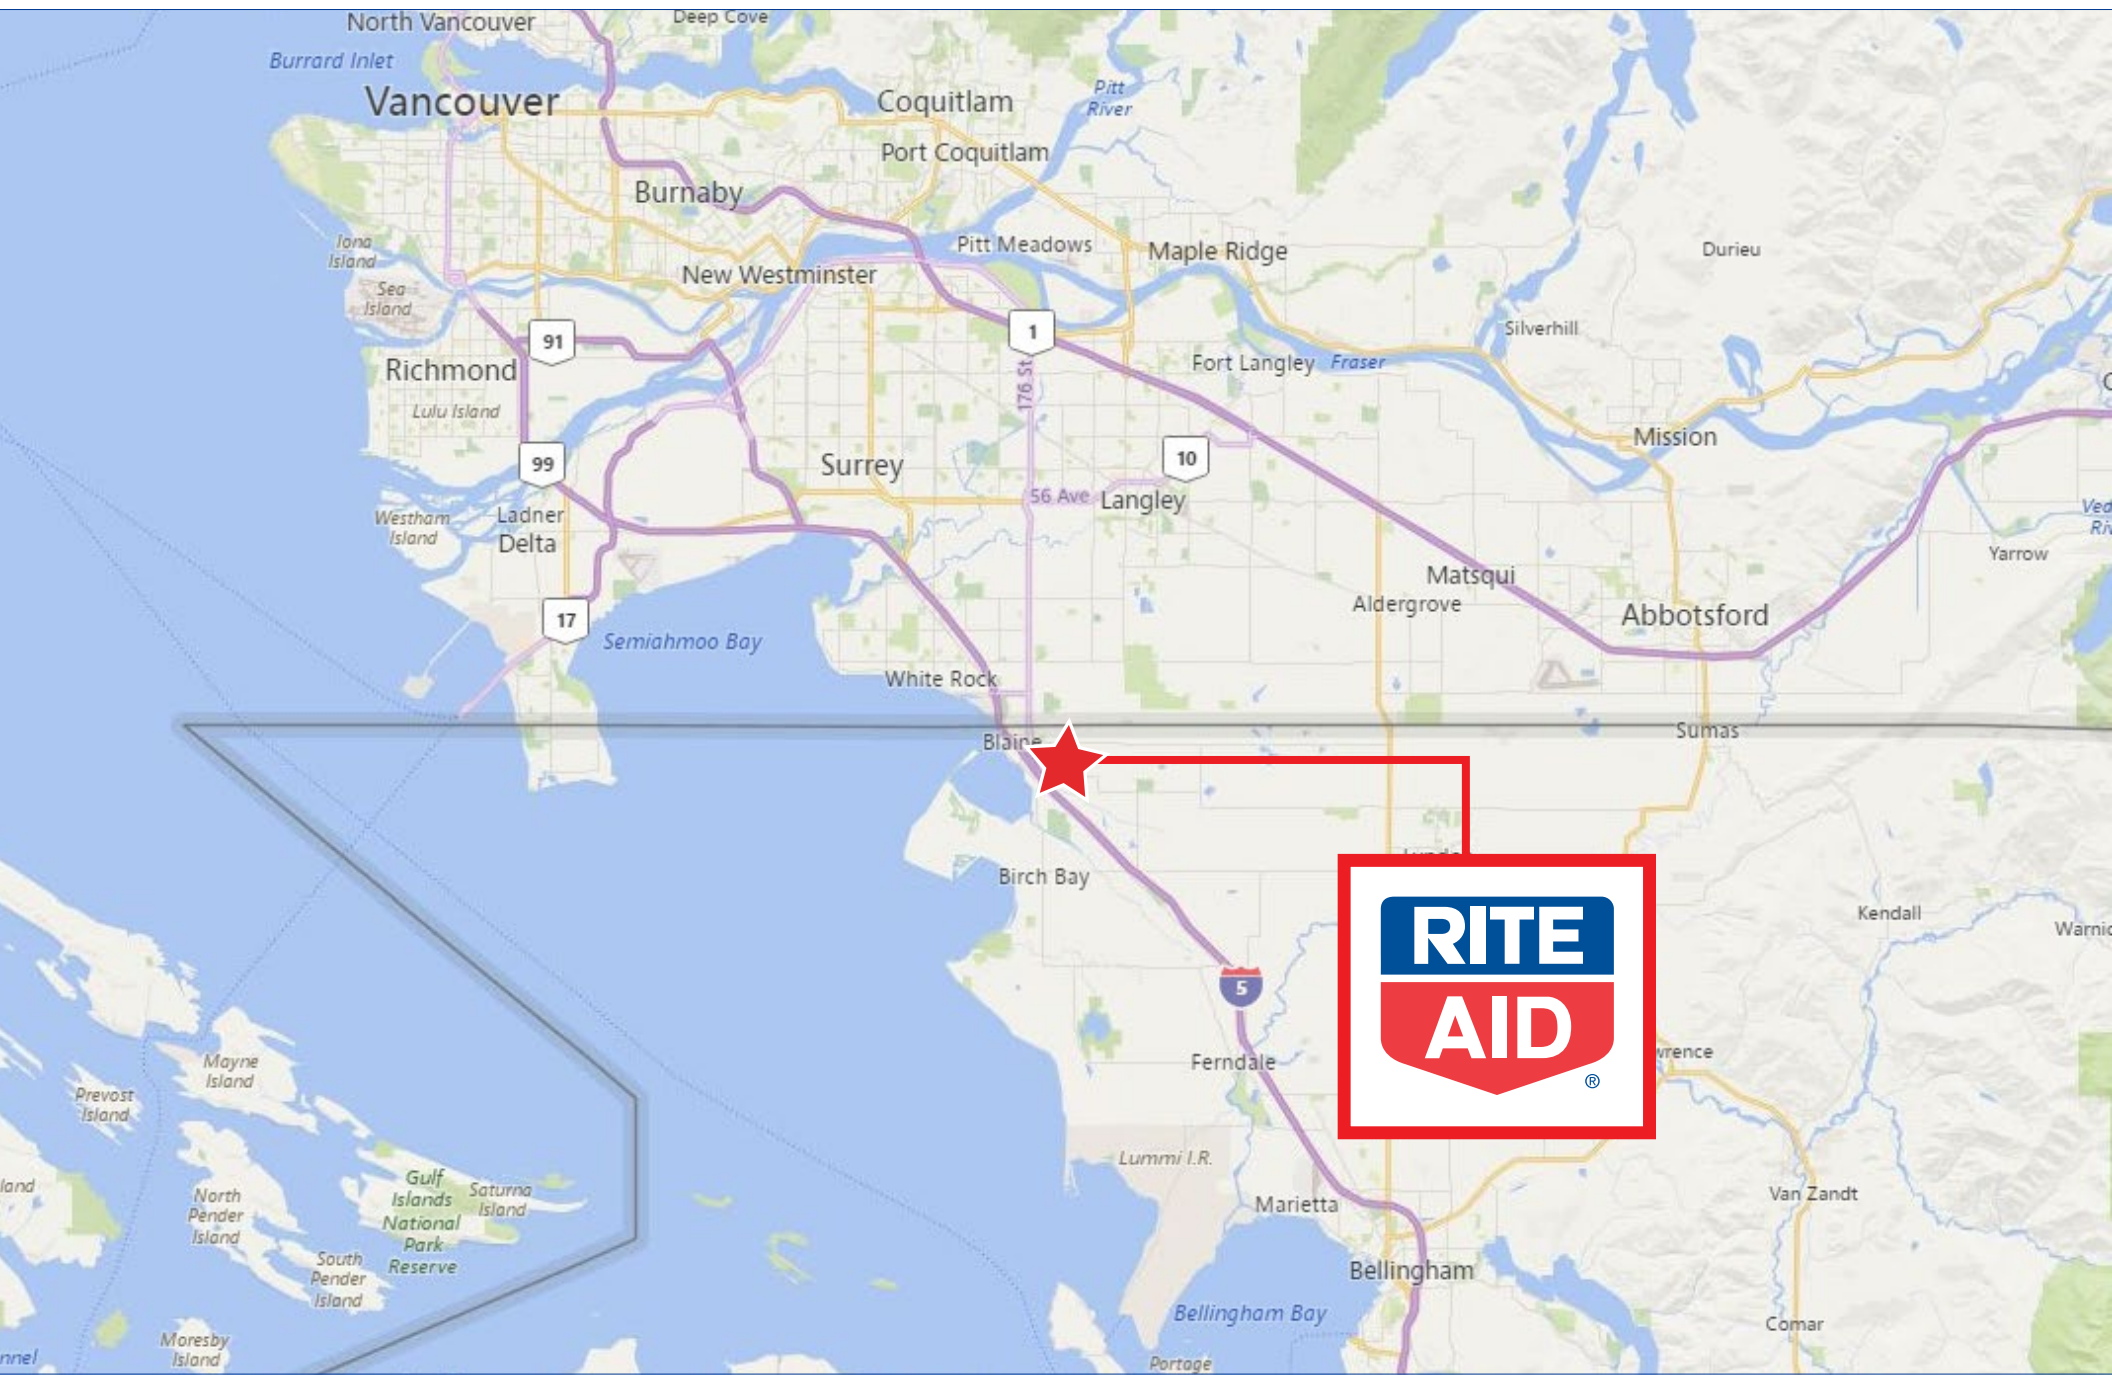 North Vancouver
Deep Cove
Burrard Inlet
Vancouver
Coquitlam
Pitt
River
Port Coquitlam
Burnaby
Iona
Island
Pitt Meadows
Maple Ridge
Durieu
New Westminster
Sea
Island
Silverhill
91
1
Richmond
Fort Langley
Fraser
176 St
Lulu Island
Mission
99
Surrey
10
56 Ave
Langley
Westham
Island
Ladner
Delta
Yarrow
Matsqui
Aldergrove
Abbotsford
17
Semiahmoo Bay
White Rock
Blaine
Sumas
Birch Bay
Kendall
RITE
AID
®
5
Ferndale
Mayne
Island
Prevost
Island
Lummi I.R.
Gulf
Islands
National
Park
Reserve
Saturna
Island
North
Pender
Island
Marietta
Van Zandt
South
Pender
Island
Bellingham
Bellingham Bay
Comar
Moresby
Island
Portage